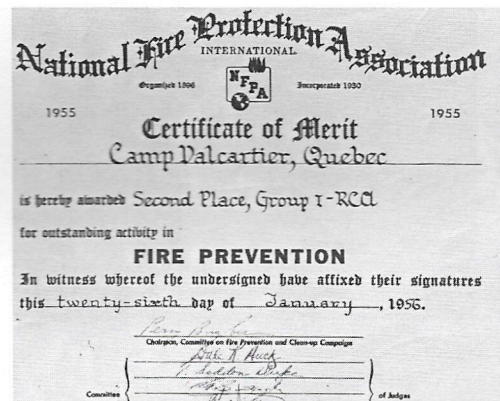 National Fire Protection Association
INTERNATIONAL
Organized 1896 NFPA Incorporated 1930
1955 1955
Certificate of Merit
Camp Valcartier, Quebec
is hereby awarded Second Place, Group I-RCA
for outstanding activity in
FIRE PREVENTION
In witness whereof the undersigned have affixed their signatures
this twenty-sixth day of January, 1956.
Chairman, Committee on Fire Prevention and Clean-up Campaign
Huck
Committee of Judges